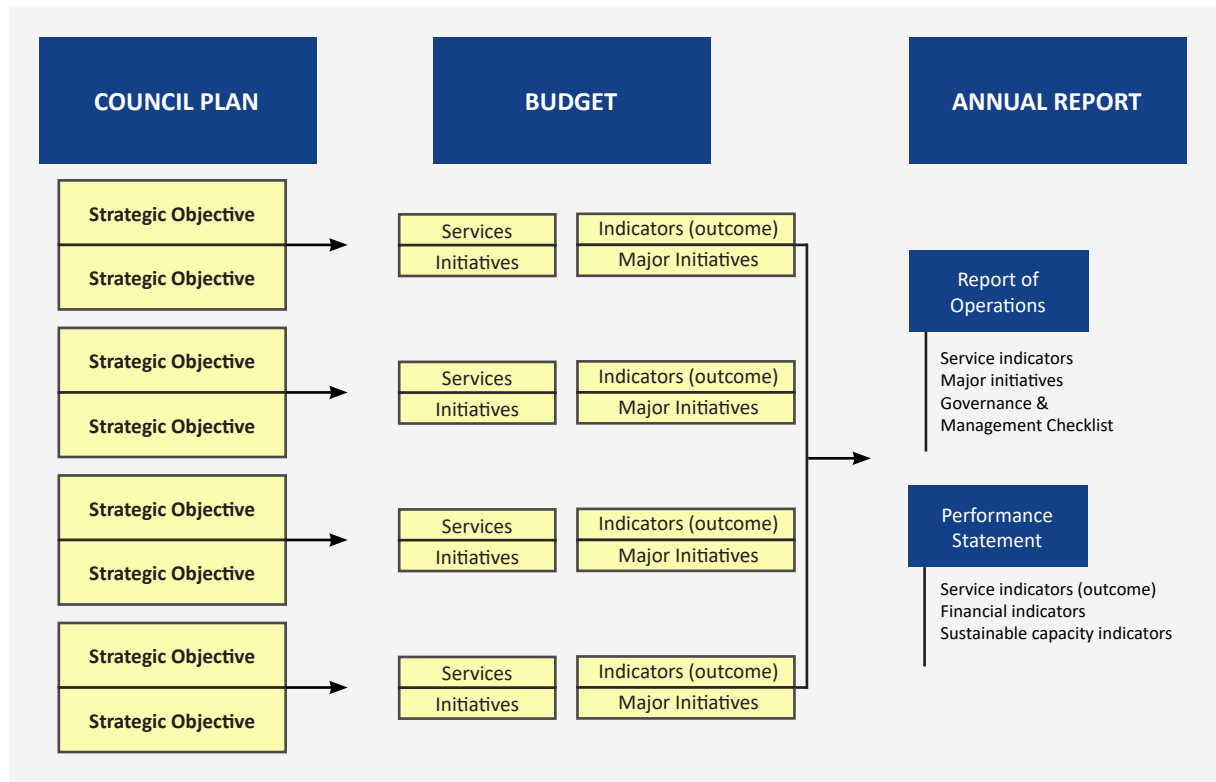 COUNCIL PLAN
BUDGET
ANNUAL REPORT
Strategic Objective
Strategic Objective
Services
Initiatives
Indicators (outcome)
Major Initiatives
Strategic Objective
Strategic Objective
Services
Initiatives
Indicators (outcome)
Major Initiatives
Strategic Objective
Strategic Objective
Services
Initiatives
Indicators (outcome)
Major Initiatives
Strategic Objective
Strategic Objective
Services
Initiatives
Indicators (outcome)
Major Initiatives
Report of
Operations
Service indicators
Major initiatives
Governance &
Management Checklist
Performance
Statement
Service indicators (outcome)
Financial indicators
Sustainable capacity indicators